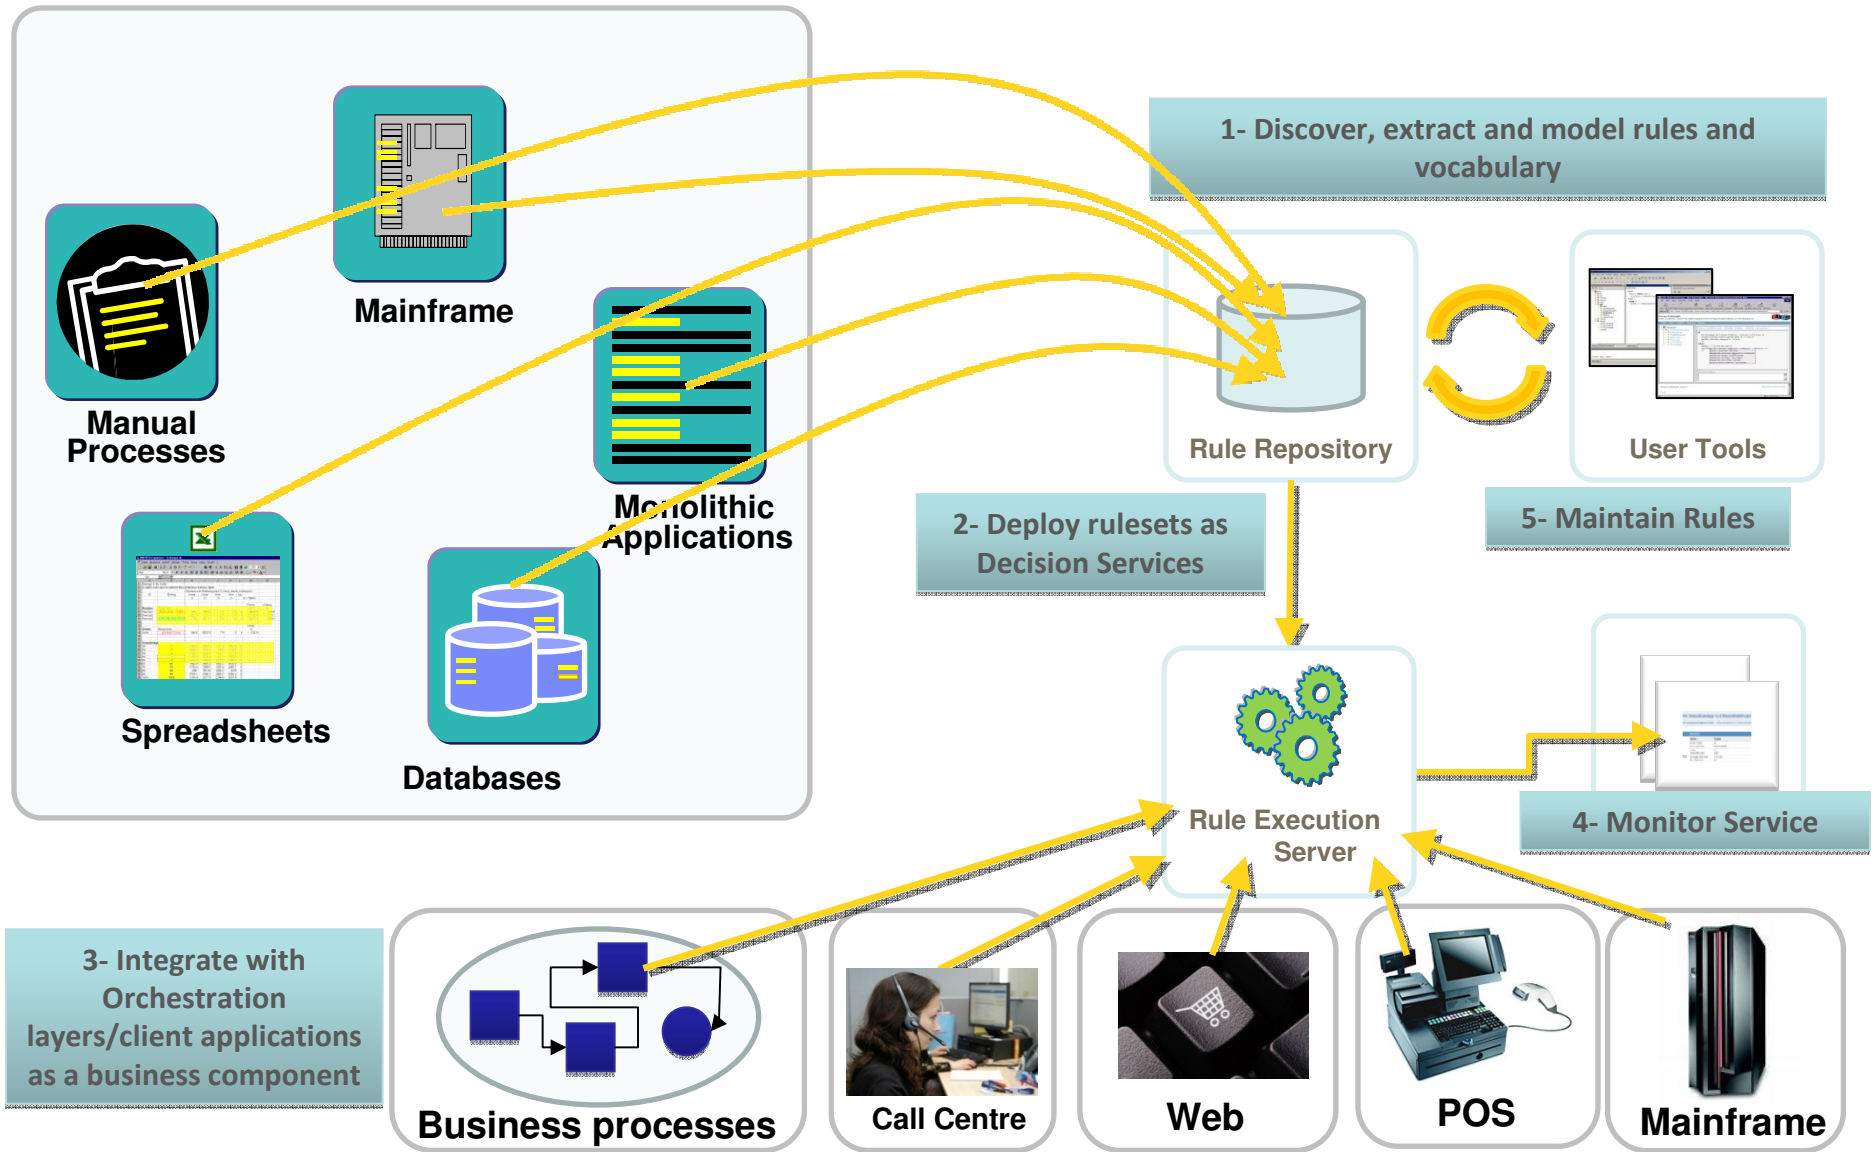 1- Discover, extract and model rules and
vocabulary
Mainframe
Manual
Processes
Monolithic
Applications
Spreadsheets
Databases
Rule Repository
User Tools
2- Deploy rulesets as
Decision Services
5- Maintain Rules
Rule Execution
Server
4- Monitor Service
3- Integrate with
Orchestration
layers/client applications
as a business component
Business processes
Call Centre
Web
POS
Mainframe